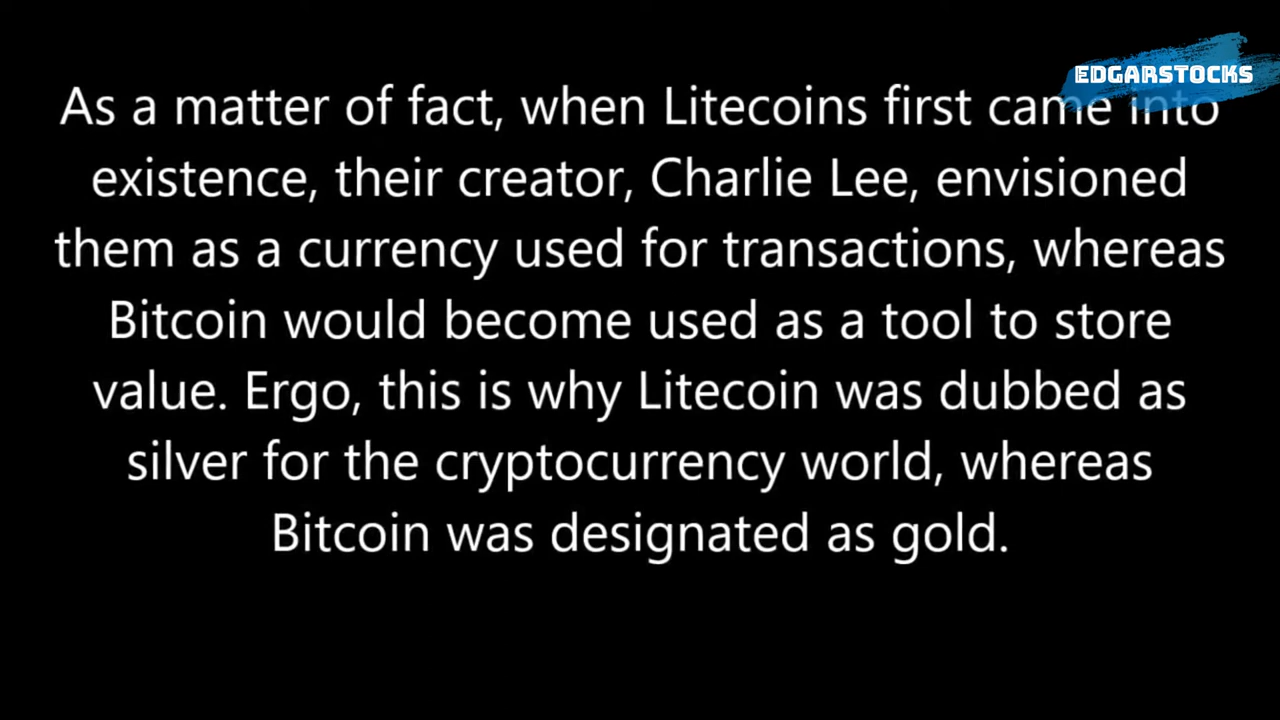 EDGARSTOCKS
As a matter of fact, when Litecoins first came into
existence, their creator, Charlie Lee, envisioned
them as a currency used for transactions, whereas
Bitcoin would become used as a tool to store
value. Ergo, this is why Litecoin was dubbed as
silver for the cryptocurrency world, whereas
Bitcoin was designated as gold.